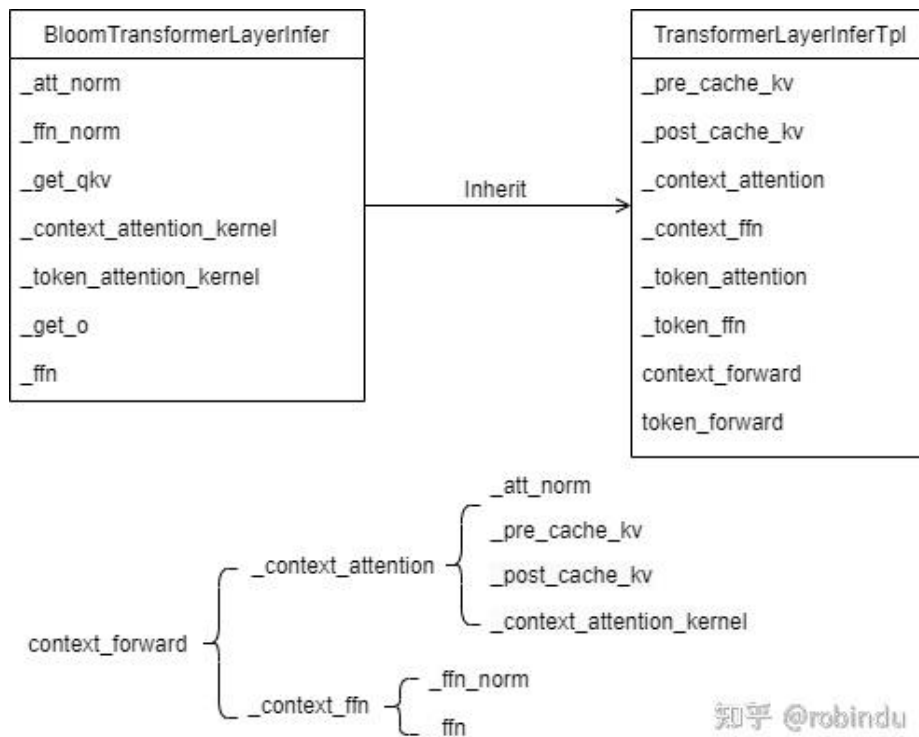 BloomTransformerLayerInfer
_att_norm
_ffn_norm
_get_qkv
_context_attention_kernel
_token_attention_kernel
_get_o
_ffn
Inherit
TransformerLayerInferTpl
_pre_cache_kv
_post_cache_kv
_context_attention
_context_ffn
_token_attention
_token_ffn
context_forward
token_forward
context_forward
_context_attention
_att_norm
_pre_cache_kv
_post_cache_kv
_context_attention_kernel
_context_ffn
_ffn_norm
_ffn
知乎 @robindu